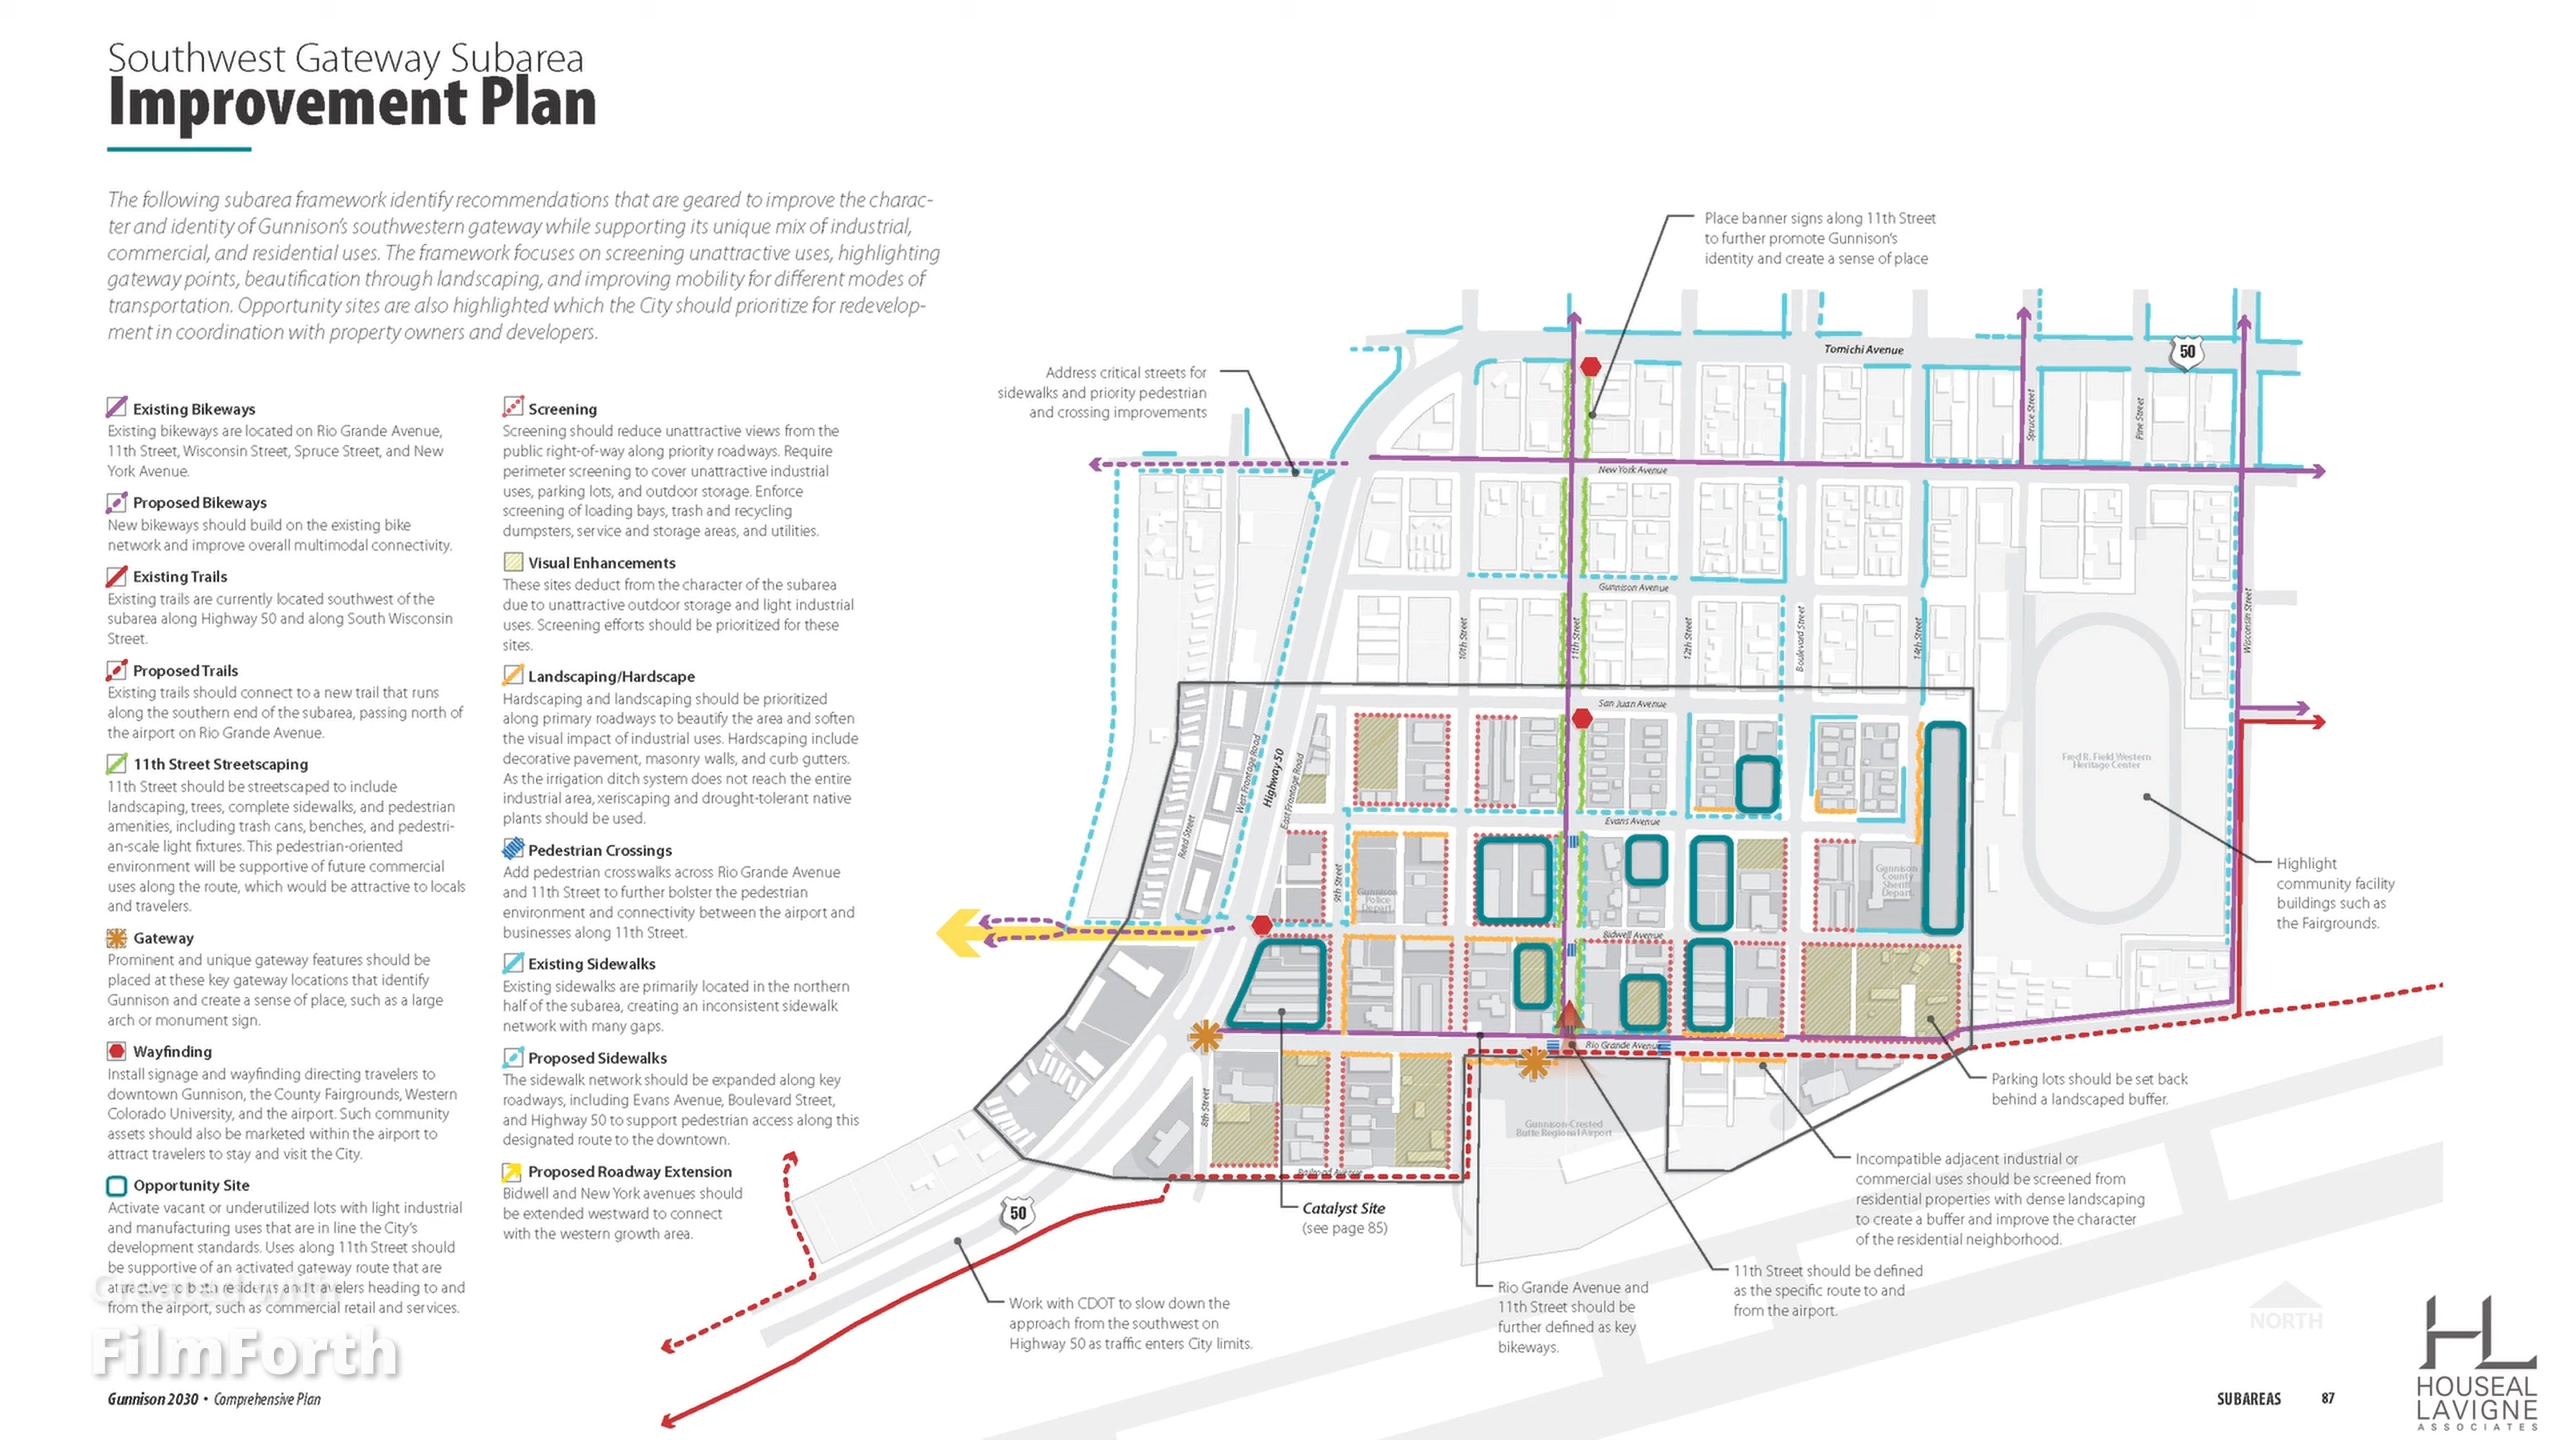 Southwest Gateway Subarea
Improvement Plan
The following subarea framework identify recommendations that are geared to improve the charac-
ter and identity of Gunnison's southwestern gateway while supporting its unique mix of industrial,
commercial, and residential uses. The framework focuses on screening unattractive uses, highlighting
gateway points, beautification through landscaping, and improving mobility for different modes of
transportation. Opportunity sites are also highlighted which the City should prioritize for redevelop-
ment in coordination with property owners and developers.
Existing Bikeways
Existing bikeways are located on Rio Grande Avenue,
11th Street, Wisconsin Street, Spruce Street, and New
York Avenue.
Proposed Bikeways
New bikeways should build on the existing bike
network and improve overall multimodal connectivity.
Existing Trails
Existing trails are currently located southwest of the
subarea along Highway 50 and along South Wisconsin
Street.
Proposed Trails
Existing trails should connect to a new trail that runs
along the southern end of the subarea, passing north of
the airport on Rio Grande Avenue.
11th Street Streetscaping
11th Street should be streetscaped to include
landscaping, trees, complete sidewalks, and pedestrian
amenities, including trash cans, benches, and pedestri-
an-scale light fixtures. This pedestrian-oriented
environment will be supportive of future commercial
uses along the route, which would be attractive to locals
and travelers.
Gateway
Prominent and unique gateway features should be
placed at these key gateway locations that identify
Gunnison and create a sense of place, such as a large
arch or monument sign.
Wayfinding
Install signage and wayfinding directing travelers to
downtown Gunnison, the County Fairgrounds, Western
Colorado University, and the airport. Such community
assets should also be marketed within the airport to
attract travelers to stay and visit the City.
Opportunity Site
Activate vacant or underutilized lots with light industrial
and manufacturing uses that are in line the City's
development standards. Uses along 11th Street should
be supportive of an activated gateway route that are
attractive to both residents and travelers heading to and
from the airport, such as commercial retail and services.
Screening
Screening should reduce unattractive views from the
public right-of-way along priority roadways. Require
perimeter screening to cover unattractive industrial
uses, parking lots, and outdoor storage. Enforce
screening of loading bays, trash and recycling
dumpsters, service and storage areas, and utilities.
Visual Enhancements
These sites deduct from the character of the subarea
due to unattractive outdoor storage and light industrial
uses. Screening efforts should be prioritized for these
sites.
Landscaping/Hardscape
Hardscaping and landscaping should be prioritized
along primary roadways to beautify the area and soften
the visual impact of industrial uses. Hardscaping include
decorative pavement, masonry walls, and curb gutters.
As the irrigation ditch system does not reach the entire
industrial area, xeriscaping and drought-tolerant native
plants should be used.
Pedestrian Crossings
Add pedestrian crosswalks across Rio Grande Avenue
and 11th Street to further bolster the pedestrian
environment and connectivity between the airport and
businesses along 11th Street.
Existing Sidewalks
Existing sidewalks are primarily located in the northern
half of the subarea, creating an inconsistent sidewalk
network with many gaps.
Proposed Sidewalks
The sidewalk network should be expanded along key
roadways, including Evans Avenue, Boulevard Street,
and Highway 50 to support pedestrian access along this
designated route to the downtown.
Proposed Roadway Extension
Bidwell and New York avenues should
be extended westward to connect
with the western growth area.
Place banner signs along 11th Street
to further promote Gunnison's
identity and create a sense of place
Address critical streets for
sidewalks and priority pedestrian
and crossing improvements
Tomichi Avenue
50
Spruce Street
Pine Street
New York Avenue
Gunnison Avenue
10th Street
11th Street
12th Street
Boulevard Street
14th Street
Wisconsin Street
San Juan Avenue
Fred R. Field Western
Heritage Center
West Frontage Road
Highway 50
East Frontage Road
Reed Street
Evans Avenue
9th Street
Gunnison
Police
Depart.
Gunnison
County
Sheriff
Depart.
Highlight
community facility
buildings such as
the Fairgrounds.
Bidwell Avenue
Rio Grande Avenue
8th Street
Gunnison-Crested
Butte Regional Airport
Railroad Avenue
Parking lots should be set back
behind a landscaped buffer.
Incompatible adjacent industrial or
commercial uses should be screened from
residential properties with dense landscaping
to create a buffer and improve the character
of the residential neighborhood.
50
Catalyst Site
(see page 85)
11th Street should be defined
as the specific route to and
from the airport.
Rio Grande Avenue and
11th Street should be
further defined as key
bikeways.
Work with CDOT to slow down the
approach from the southwest on
Highway 50 as traffic enters City limits.
NORTH
Created with
FilmForth
Gunnison 2030 • Comprehensive Plan
SUBAREAS 87
HOUSEAL
LAVIGNE
ASSOCIATES